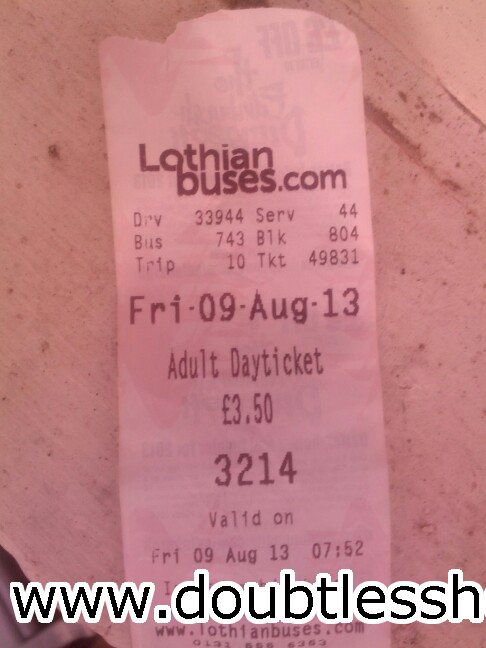 Lothian
buses.com
Drv 33944 Serv 44
Bus 743 Blk 804
Trip 10 Tkt 49831
Fri-09-Aug-13
Adult Dayticket
£3.50
3214
Valid on
Fri 09 Aug 13 07:52
www.doubtlessh
www.lothianbuses.com